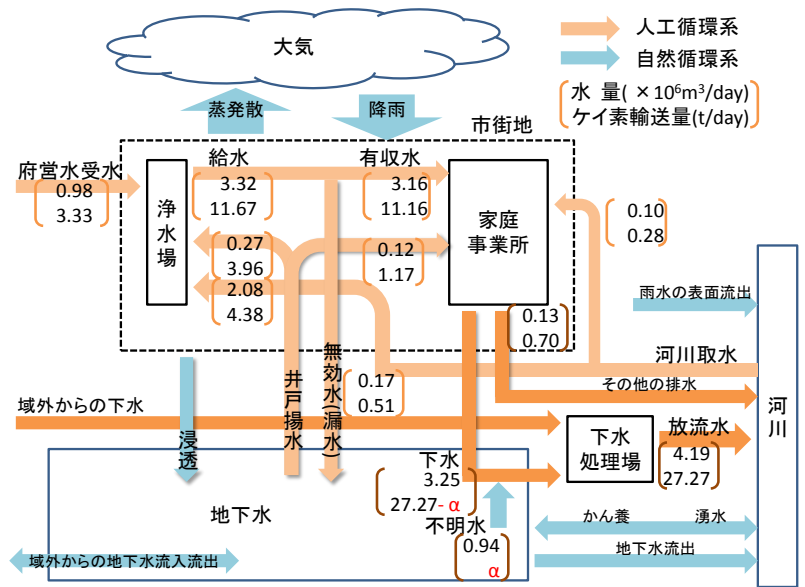 大気
人工循環系
自然循環系
水 量( ×10⁶m³/day)
ケイ素輸送量(t/day)
蒸発散
降雨
市街地
府営水受水
0.98
3.33
浄水場
給水
3.32
11.67
有収水
3.16
11.16
家庭
事業所
0.10
0.28
0.27
3.96
0.12
1.17
2.08
4.38
0.13
0.70
雨水の表面流出
河川取水
その他の排水
河川
無効水(漏水)
井戸揚水
0.17
0.51
域外からの下水
浸透
下水
処理場
放流水
4.19
27.27
下水
3.25
27.27- α
不明水
0.94
α
地下水
かん養
湧水
地下水流出
域外からの地下水流入流出